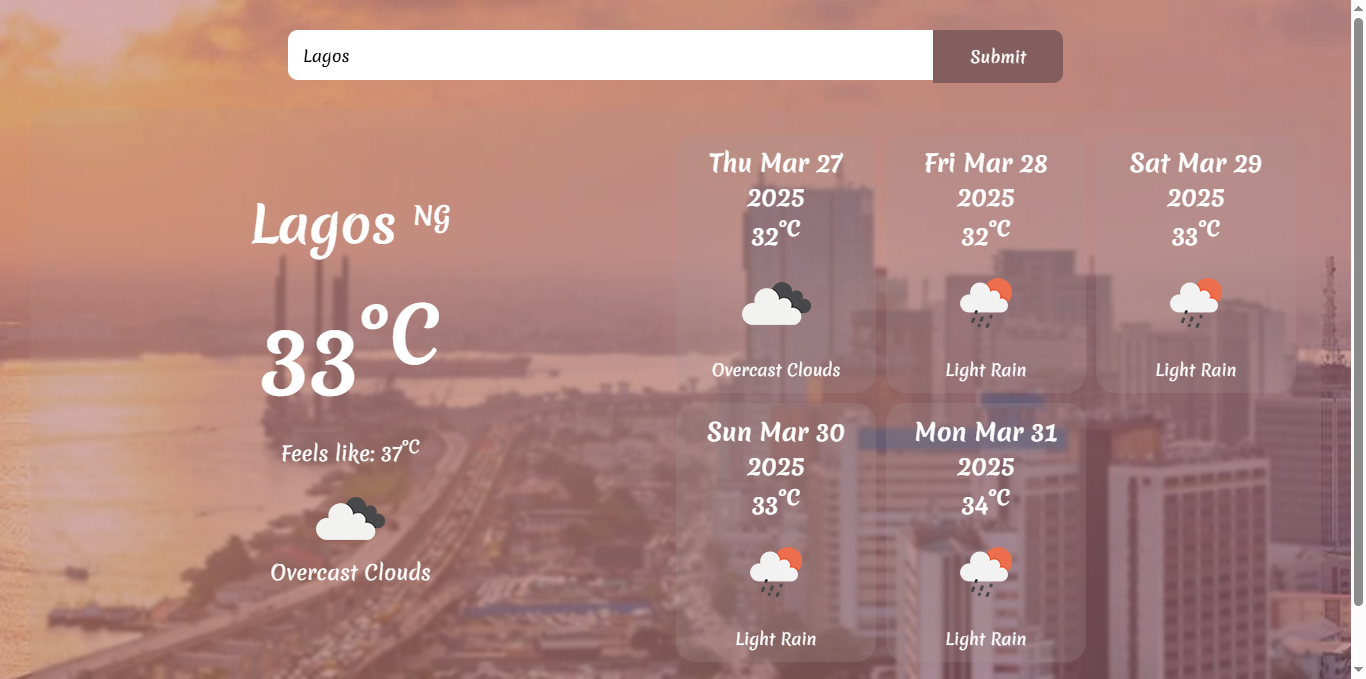 Lagos
Submit
Lagos NG
33°C
Feels like: 37°C
Overcast Clouds
Thu Mar 27
2025
32°C
Overcast Clouds
Fri Mar 28
2025
32°C
Light Rain
Sat Mar 29
2025
33°C
Light Rain
Sun Mar 30
2025
33°C
Light Rain
Mon Mar 31
2025
34°C
Light Rain